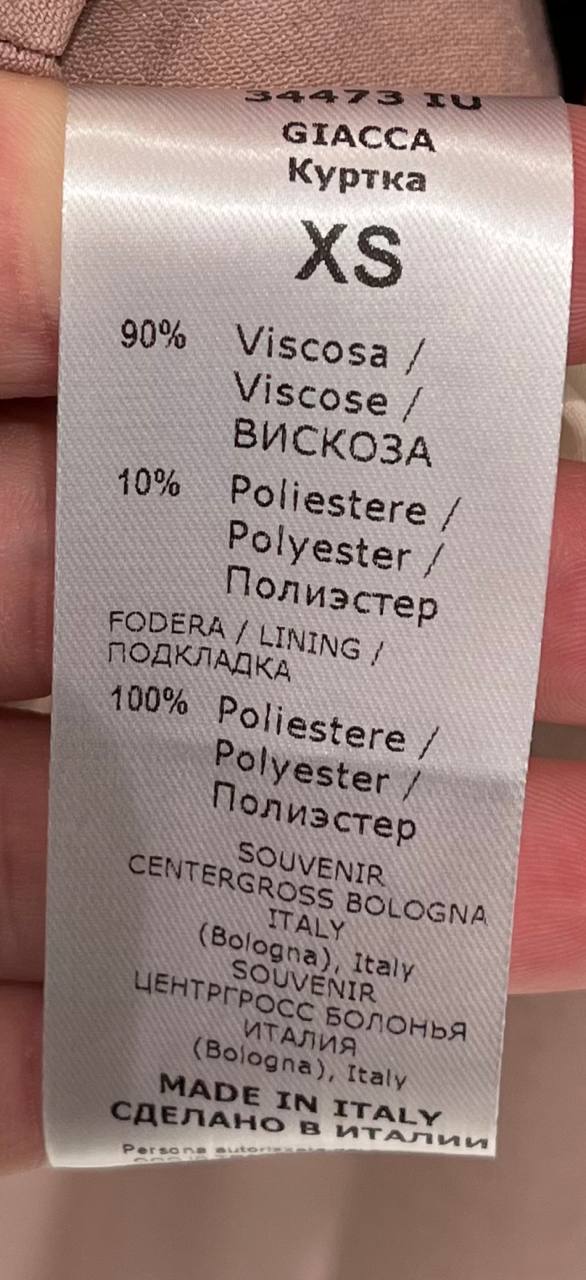 34473 IU
GIACCA
Куртка
XS
90% Viscosa /
Viscose /
ВИСКОЗА
10% Poliestere /
Polyester /
Полиэстер
FODERA / LINING /
ПОДКЛАДКА
100% Poliestere /
Polyester /
Полиэстер
SOUVENIR
CENTERGROSS BOLOGNA
ITALY
(Bologna), Italy
SOUVENIR
ЦЕНТРГРОСС БОЛОНЬЯ
ИТАЛИЯ
(Bologna), Italy
MADE IN ITALY
СДЕЛАНО В ИТАЛИИ
Persona